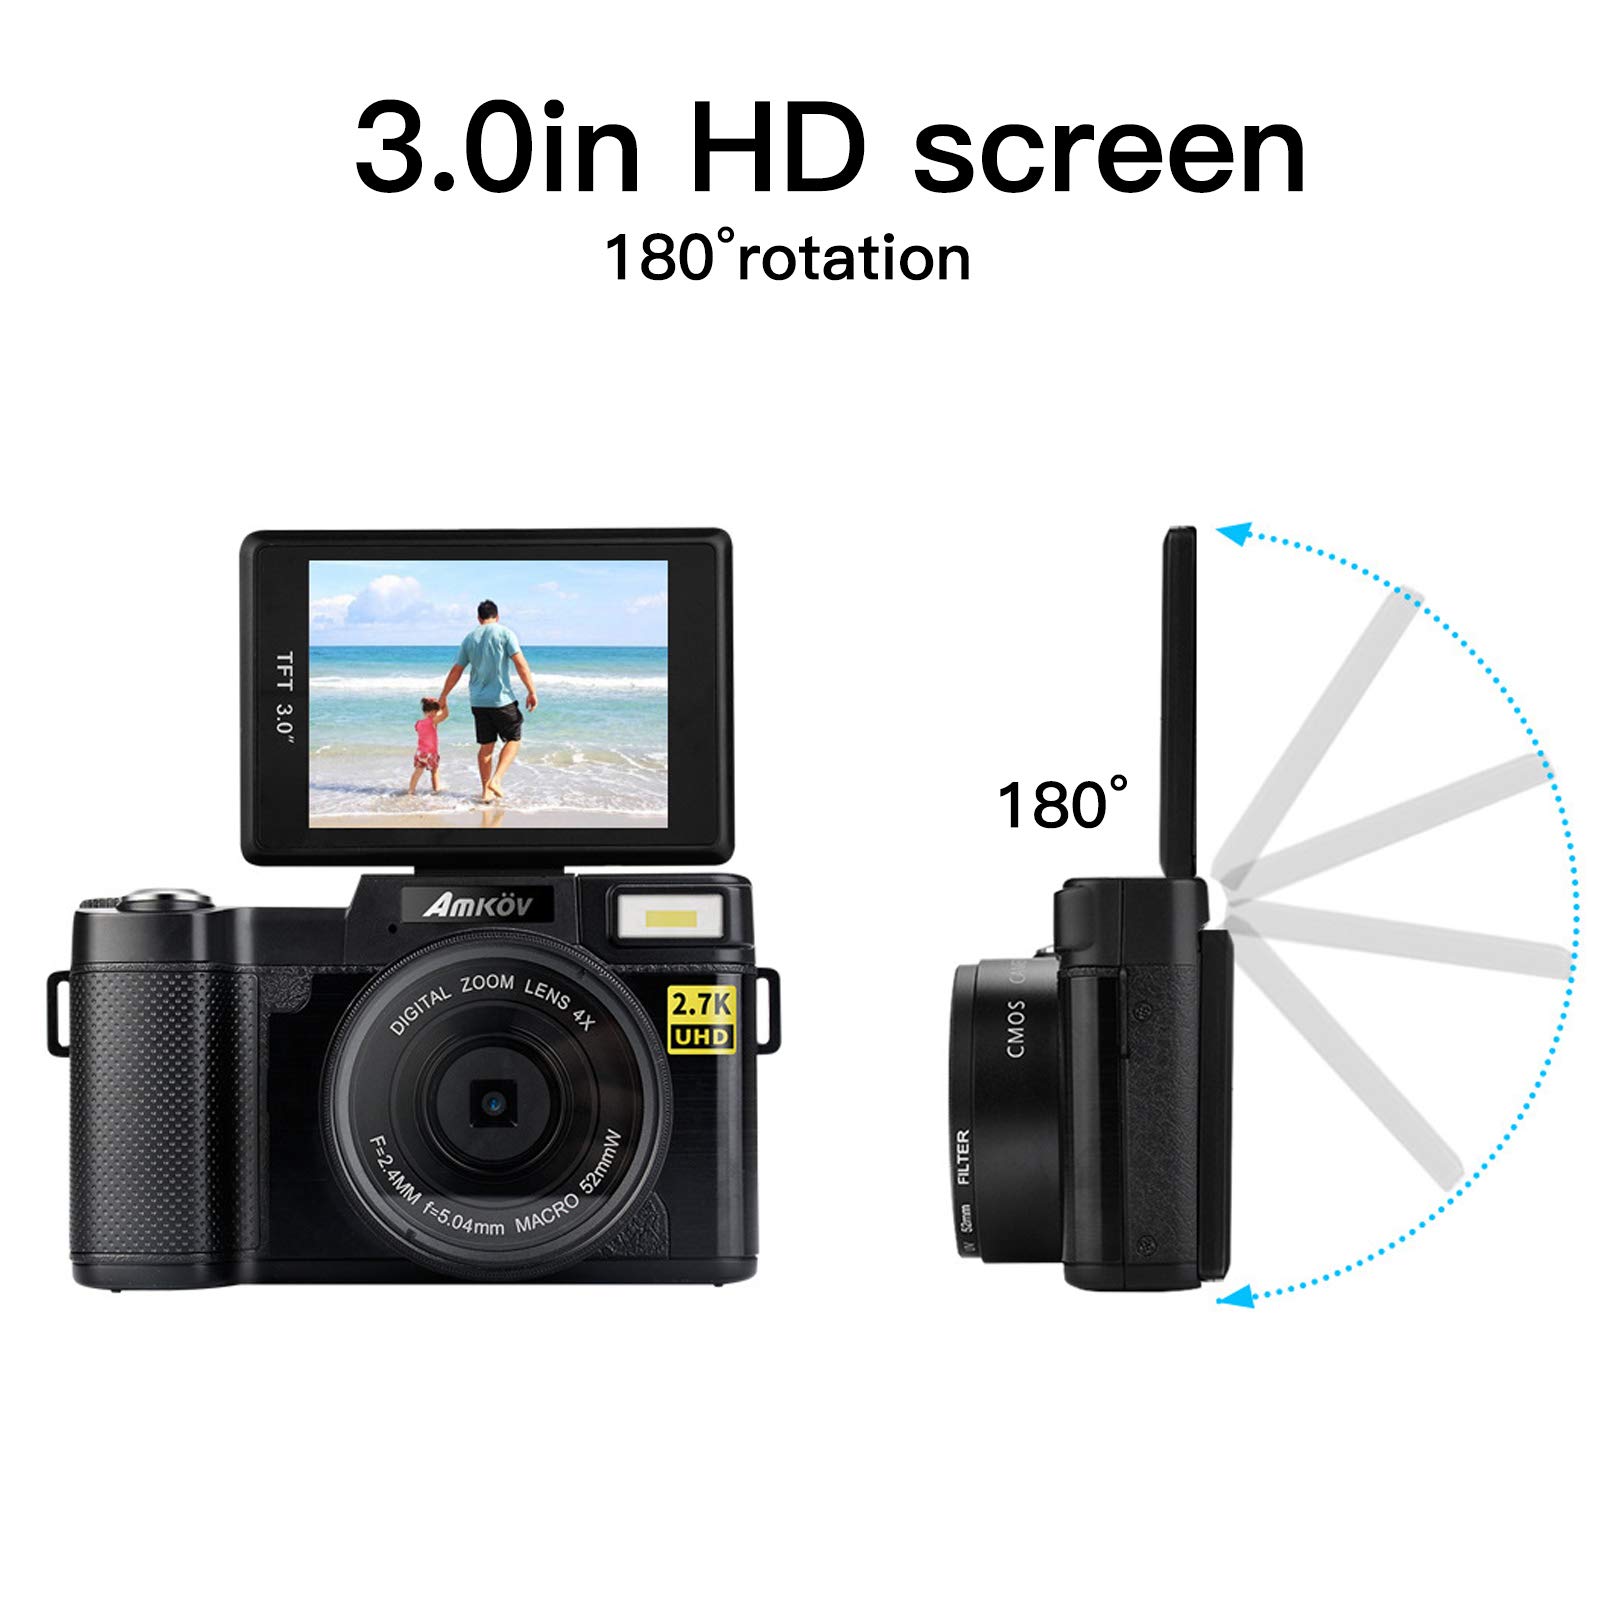 3.0in HD screen
180°rotation
TFT 3.0"
AMKÖV
DIGITAL ZOOM LENS 4X
2.7K
UHD
F=2.4MM f=5.04mm MACRO 52mmW
180°
CMOS
52mm FILTER